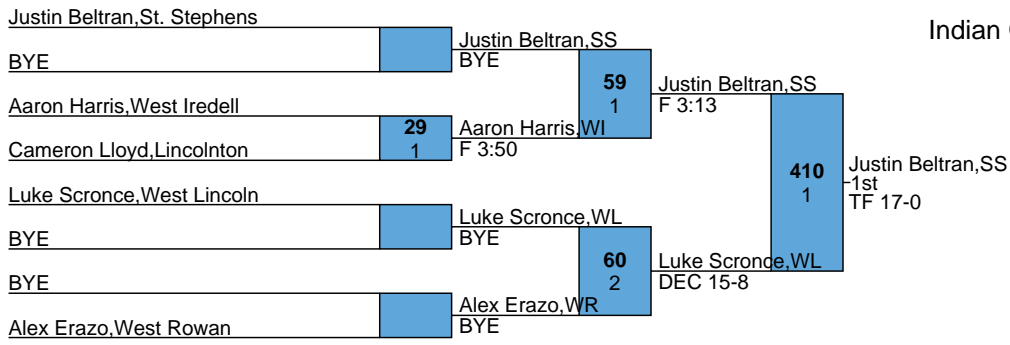 Justin Beltran,St. Stephens
BYE
Aaron Harris,West Iredell
Cameron Lloyd,Lincolnton
Luke Scronce,West Lincoln
BYE
BYE
Alex Erazo,West Rowan
29
1
Justin Beltran,SS
BYE
Aaron Harris,WI
F 3:50
Luke Scronce,WL
BYE
Alex Erazo,WR
BYE
59
1
60
2
Justin Beltran,SS
F 3:13
Luke Scronce,WL
DEC 15-8
410
1
Justin Beltran,SS
1st
TF 17-0
Indian